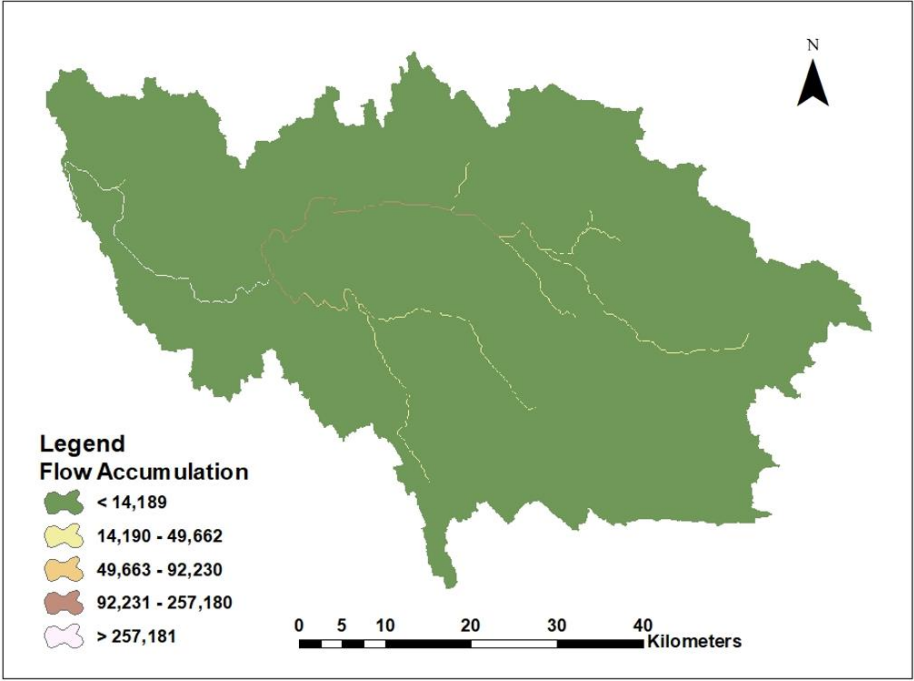 N
Legend
Flow Accumulation
< 14,189
14,190 - 49,662
49,663 - 92,230
92,231 - 257,180
> 257,181
0 5 10 20 30 40
Kilometers